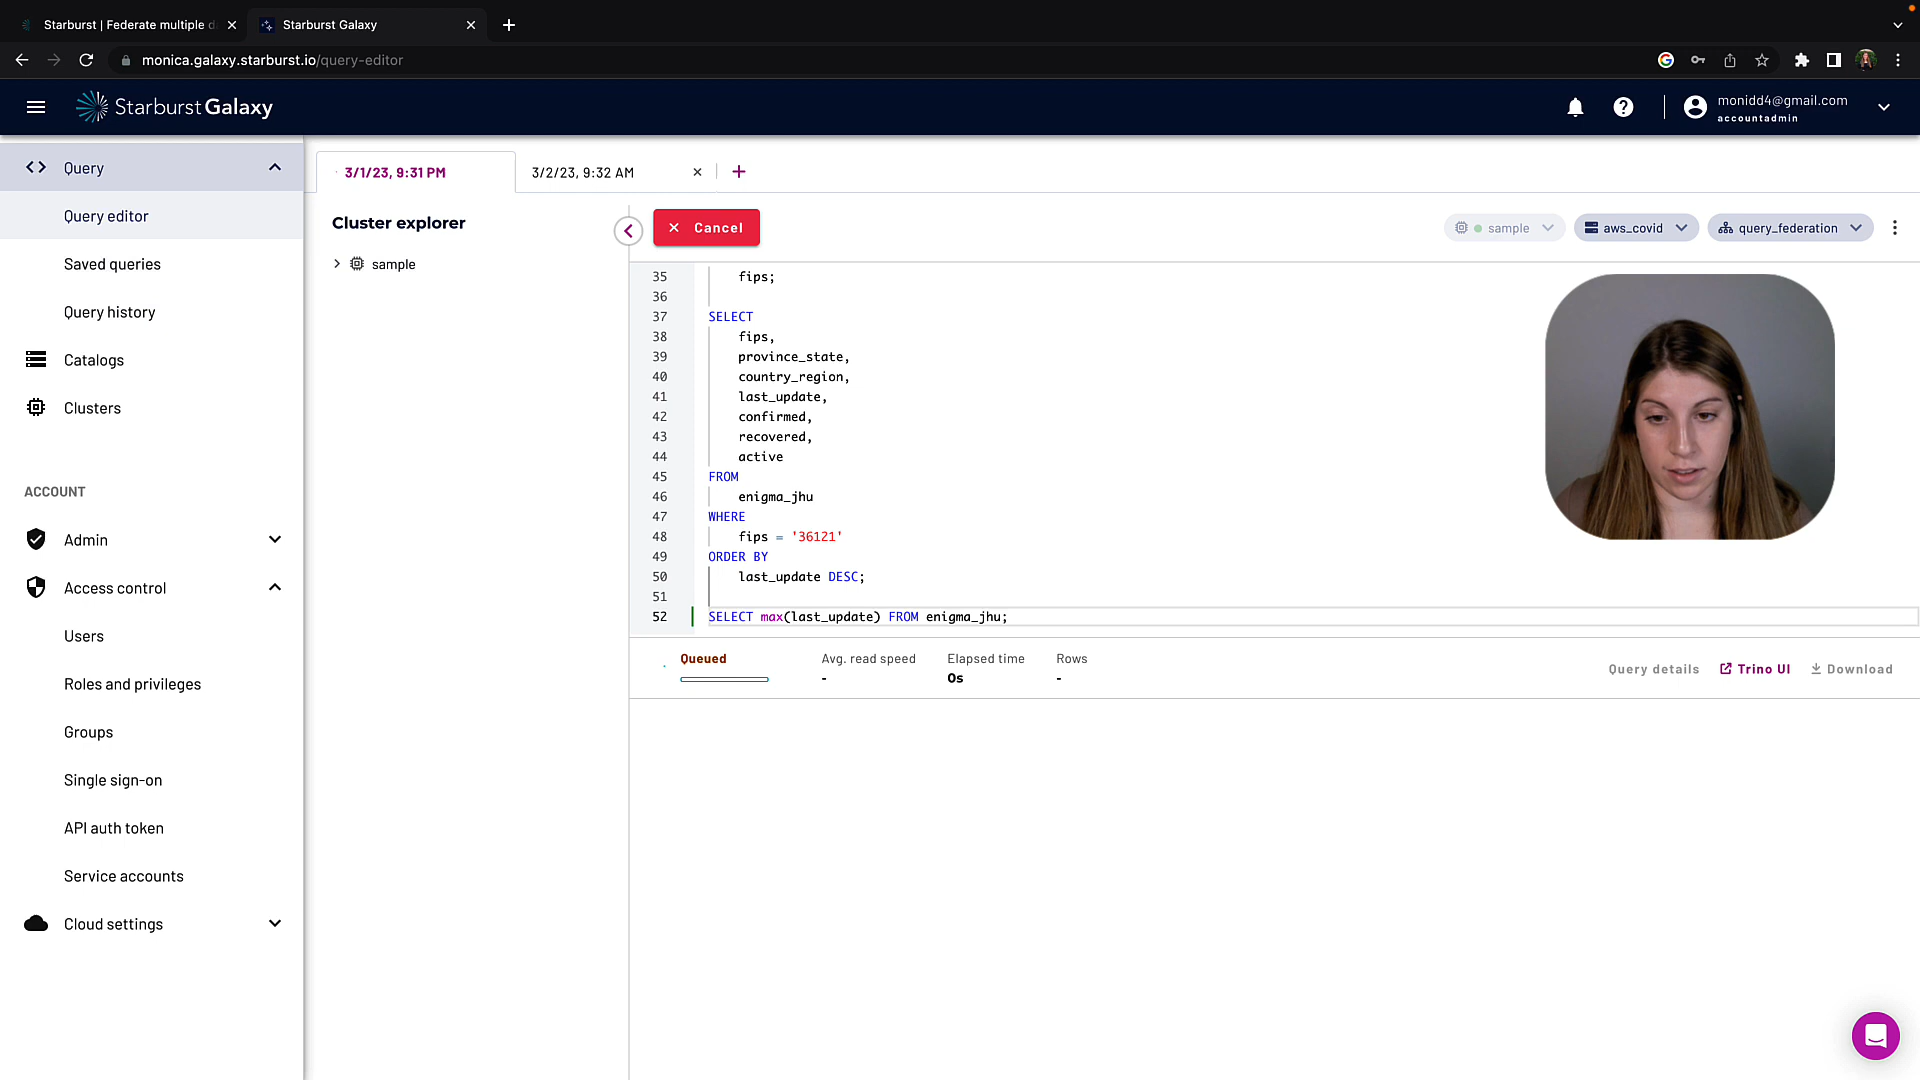 Starburst | Federate multiple d
Starburst Galaxy
monica.galaxy.starburst.io/query-editor
Starburst Galaxy
monidd4@gmail.com
accountadmin
Query
Query editor
Saved queries
Query history
Catalogs
Clusters
ACCOUNT
Admin
Access control
Users
Roles and privileges
Groups
Single sign-on
API auth token
Service accounts
Cloud settings
3/1/23, 9:31 PM
3/2/23, 9:32 AM
Cluster explorer
sample
Cancel
sample
aws_covid
query_federation
35 fips;
36
37 SELECT
38 fips,
39 province_state,
40 country_region,
41 last_update,
42 confirmed,
43 recovered,
44 active
45 FROM
46 enigma_jhu
47 WHERE
48 fips = '36121'
49 ORDER BY
50 last_update DESC;
51
52 SELECT max(last_update) FROM enigma_jhu;
Queued
Avg. read speed
-
Elapsed time
0s
Rows
-
Query details
Trino UI
Download